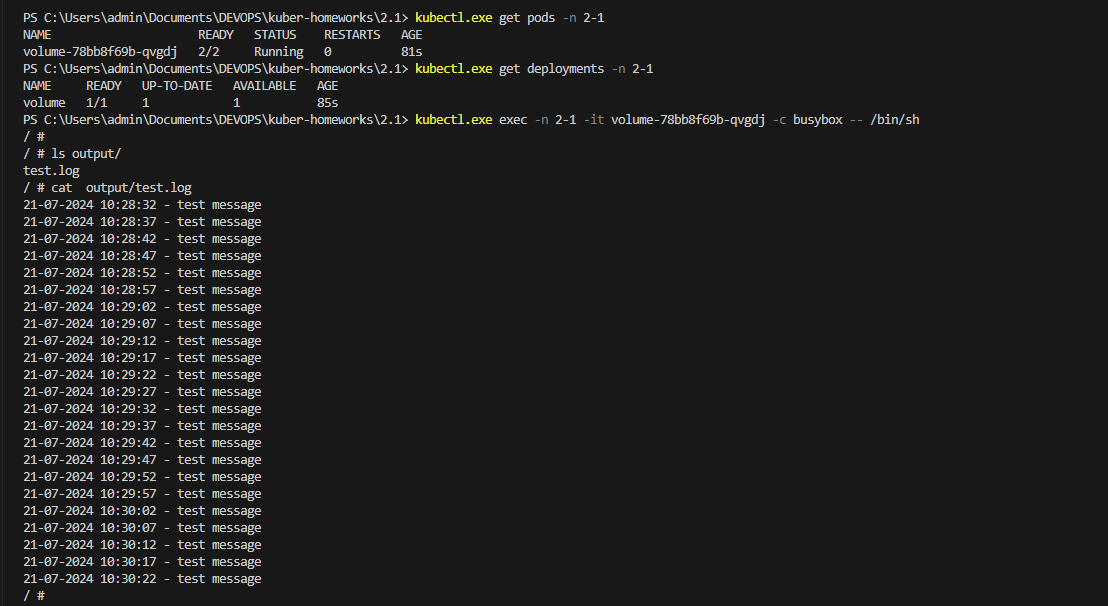 PS C:\Users\admin\Documents\DEVOPS\kuber-homeworks\2.1> kubectl.exe get pods -n 2-1
NAME                      READY   STATUS    RESTARTS   AGE
volume-78bb8f69b-qvgdj   2/2     Running   0          81s
PS C:\Users\admin\Documents\DEVOPS\kuber-homeworks\2.1> kubectl.exe get deployments -n 2-1
NAME     READY   UP-TO-DATE   AVAILABLE   AGE
volume   1/1     1            1           85s
PS C:\Users\admin\Documents\DEVOPS\kuber-homeworks\2.1> kubectl.exe exec -n 2-1 -it volume-78bb8f69b-qvgdj -c busybox -- /bin/sh
/ #
/ # ls output/
test.log
/ # cat  output/test.log
21-07-2024 10:28:32 - test message
21-07-2024 10:28:37 - test message
21-07-2024 10:28:42 - test message
21-07-2024 10:28:47 - test message
21-07-2024 10:28:52 - test message
21-07-2024 10:28:57 - test message
21-07-2024 10:29:02 - test message
21-07-2024 10:29:07 - test message
21-07-2024 10:29:12 - test message
21-07-2024 10:29:17 - test message
21-07-2024 10:29:22 - test message
21-07-2024 10:29:27 - test message
21-07-2024 10:29:32 - test message
21-07-2024 10:29:37 - test message
21-07-2024 10:29:42 - test message
21-07-2024 10:29:47 - test message
21-07-2024 10:29:52 - test message
21-07-2024 10:29:57 - test message
21-07-2024 10:30:02 - test message
21-07-2024 10:30:07 - test message
21-07-2024 10:30:12 - test message
21-07-2024 10:30:17 - test message
21-07-2024 10:30:22 - test message
/ #